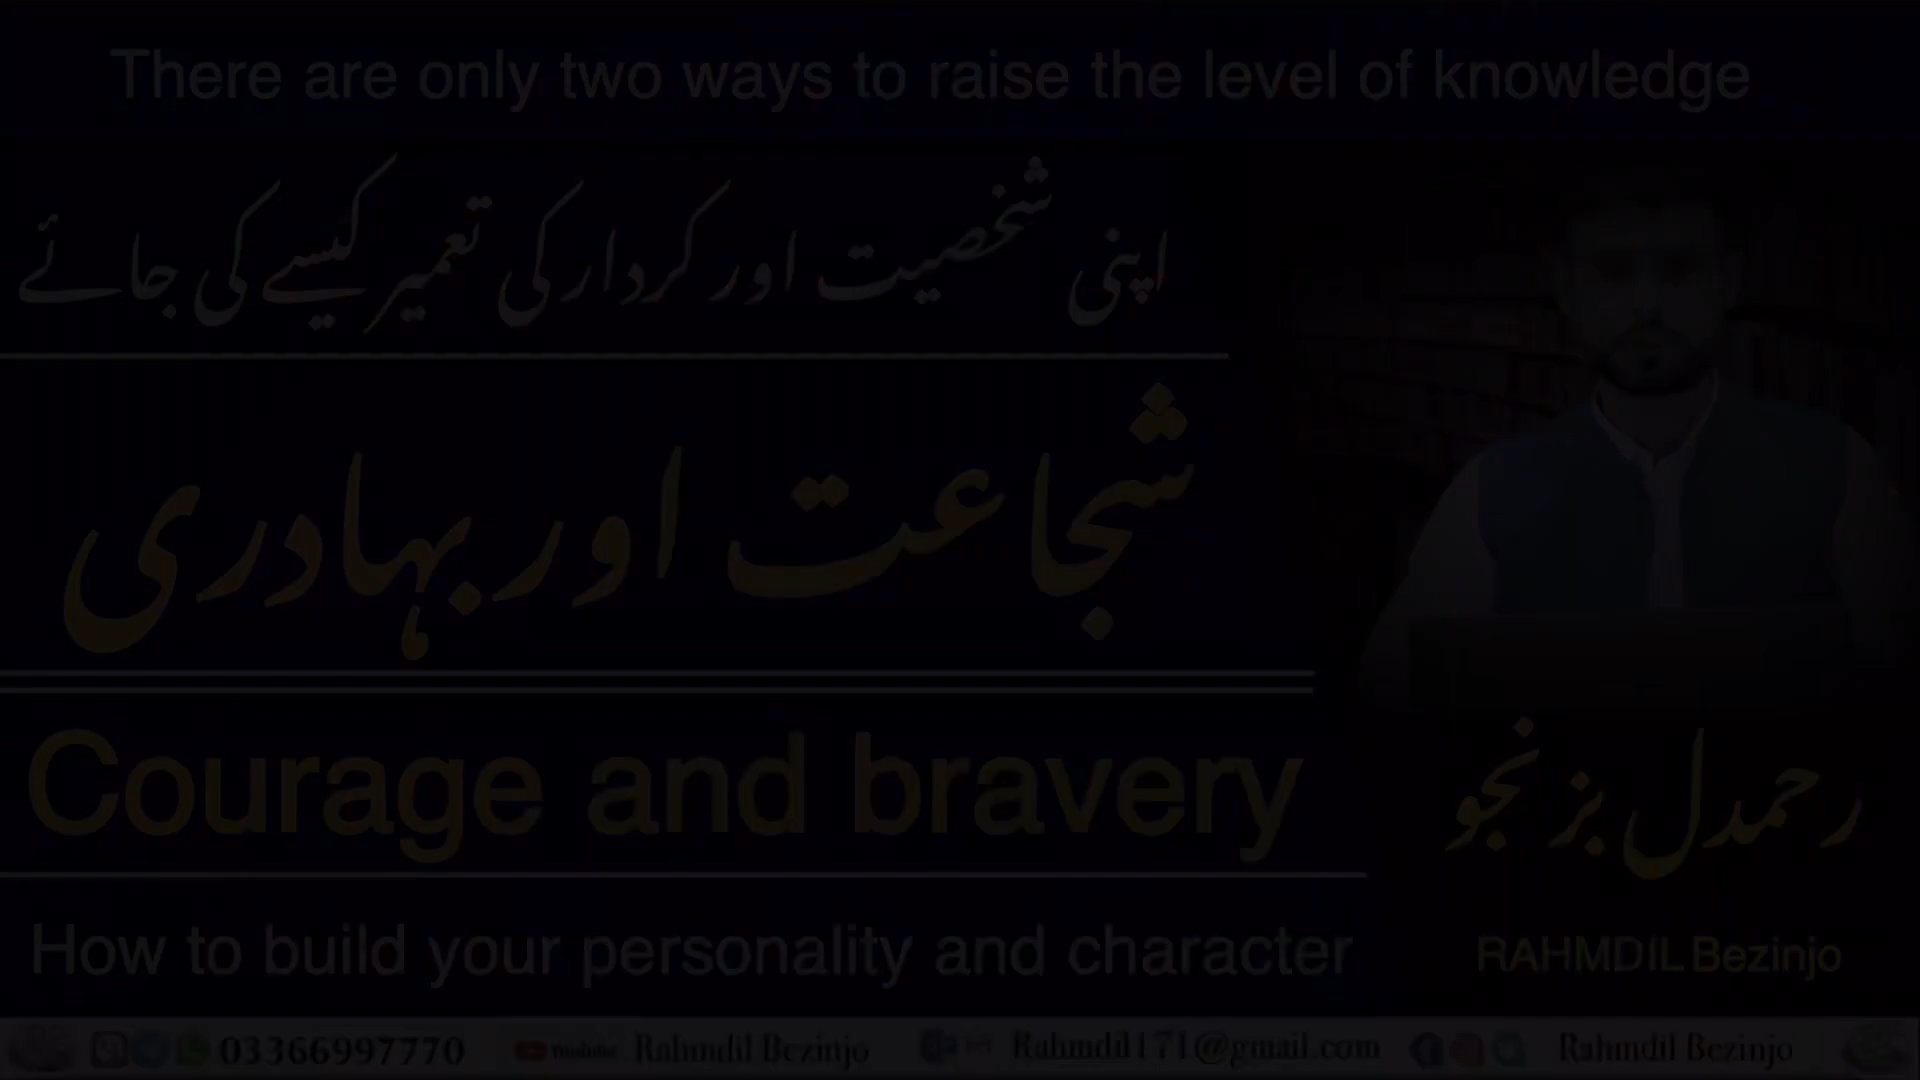 There are only two ways to raise the level of knowledge
اپنی شخصیت اور کردار کی تعمیر کیسے کی جائے
شجاعت اور بہادری
Courage and bravery
رحمدل بزنجو
How to build your personality and character
RAHMDIL Bezinjo
03366997770 YouTube Rahmdil Bezinjo Rahmdil171@gmail.com Rahmdil Bezinjo